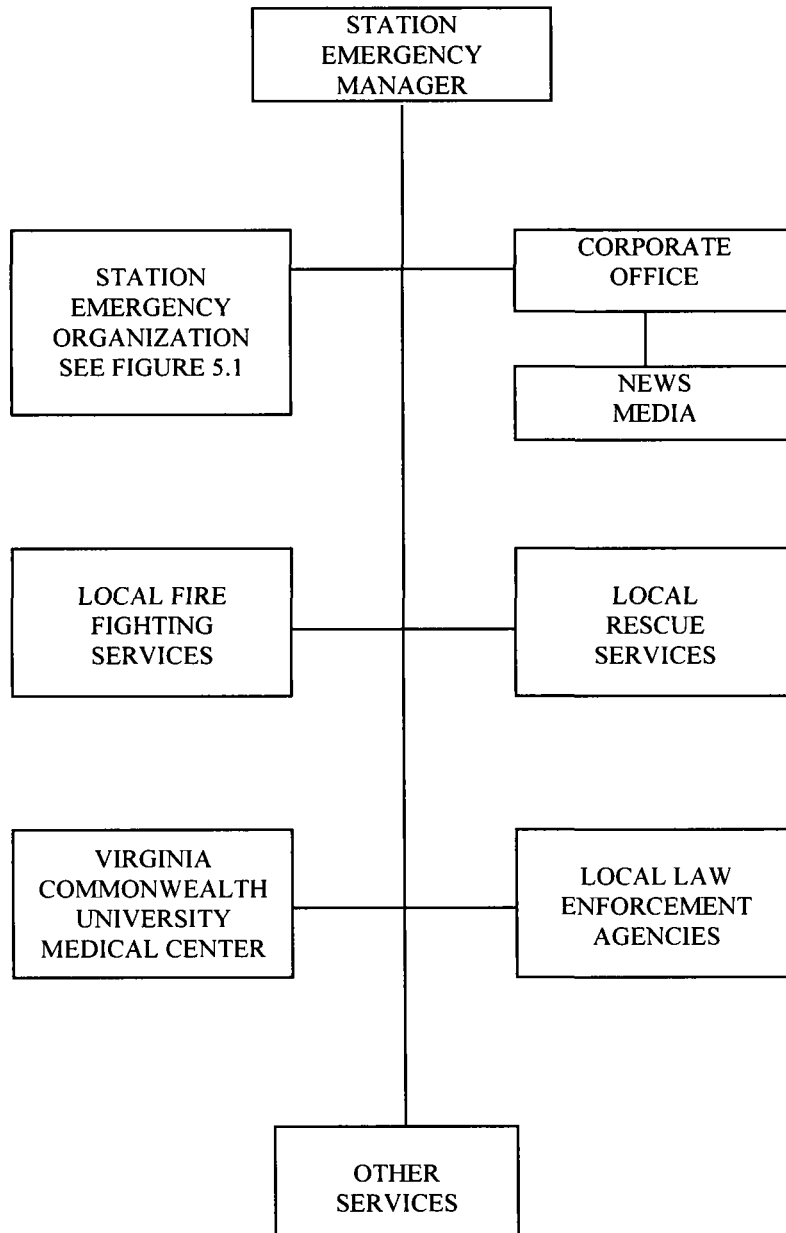 STATION
EMERGENCY
MANAGER
STATION
EMERGENCY
ORGANIZATION
SEE FIGURE 5.1
CORPORATE
OFFICE
NEWS
MEDIA
LOCAL FIRE
FIGHTING
SERVICES
LOCAL
RESCUE
SERVICES
VIRGINIA
COMMONWEALTH
UNIVERSITY
MEDICAL CENTER
LOCAL LAW
ENFORCEMENT
AGENCIES
OTHER
SERVICES